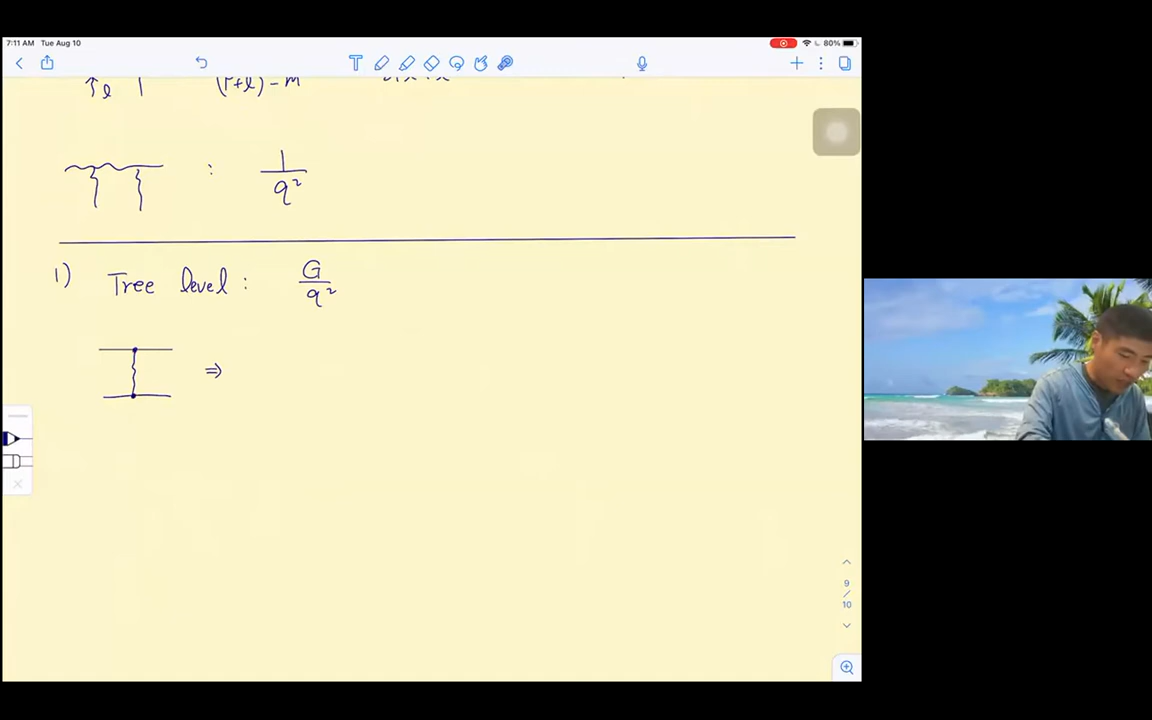 7:11 AM Tue Aug 10
80%
T
↑ℓ (P+ℓ) - m
: 1/q²
1) Tree level: G/q²
⇒
9
/
10